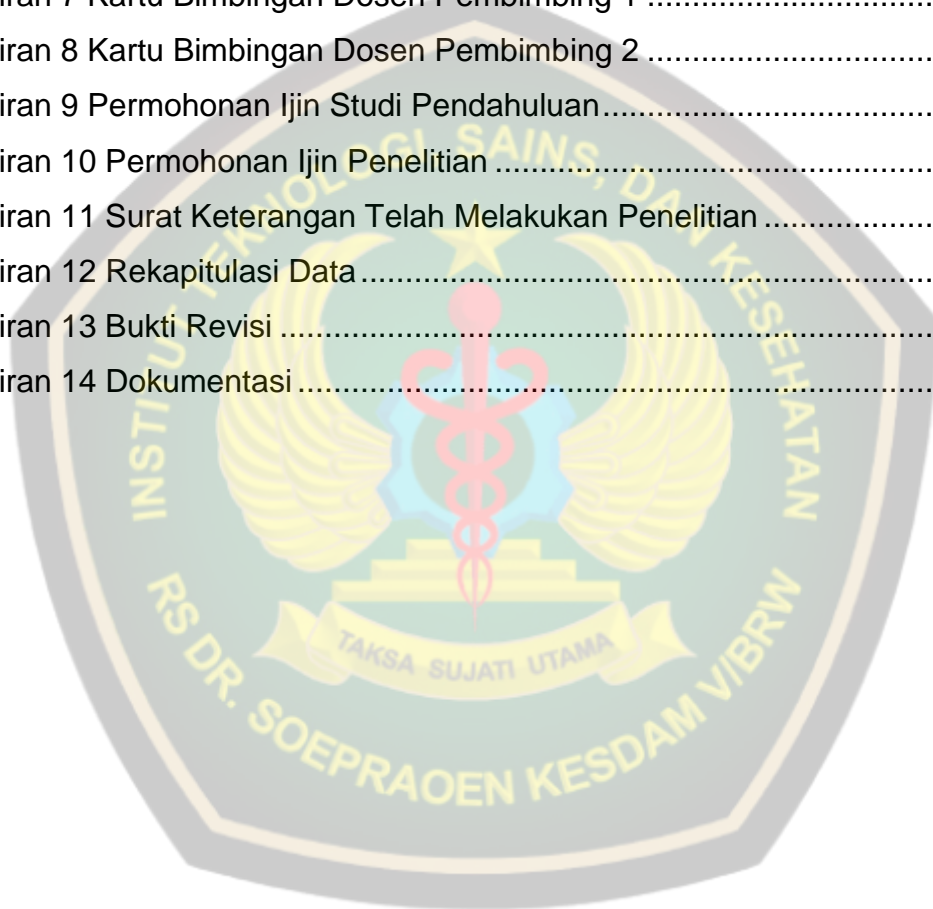 iran 7 Kartu Bimbingan Dosen Pembimbing 1 ................................
iran 8 Kartu Bimbingan Dosen Pembimbing 2 ................................
iran 9 Permohonan Ijin Studi Pendahuluan.....................................
iran 10 Permohonan Ijin Penelitian .................................................
iran 11 Surat Keterangan Telah Melakukan Penelitian ...................
iran 12 Rekapitulasi Data ................................................................
iran 13 Bukti Revisi .........................................................................
iran 14 Dokumentasi .......................................................................
INSTITUT TEKNOLOGI, SAINS, DAN KESEHATAN
TAKSA SUJATI UTAMA
RS DR. SOEPRAOEN KESDAM V/BRW